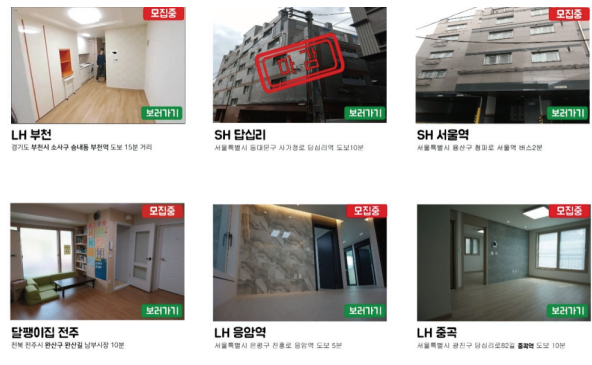 모집중
보러가기
LH 부천
경기도 부천시 소사구 송내동 부천역 도보 15분 거리
마감
보러가기
SH 답십리
서울특별시 동대문구 사가정로 답십리역 도보10분
모집중
보러가기
SH 서울역
서울특별시 용산구 청파로 서울역 버스2분
모집중
보러가기
달팽이집 전주
전북 전주시 완산구 완산길 남부시장 10분
모집중
보러가기
LH 응암역
서울특별시 은평구 진흥로 응암역 도보 5분
모집중
보러가기
LH 중곡
서울특별시 광진구 답십리로82길 중곡역 도보 10분